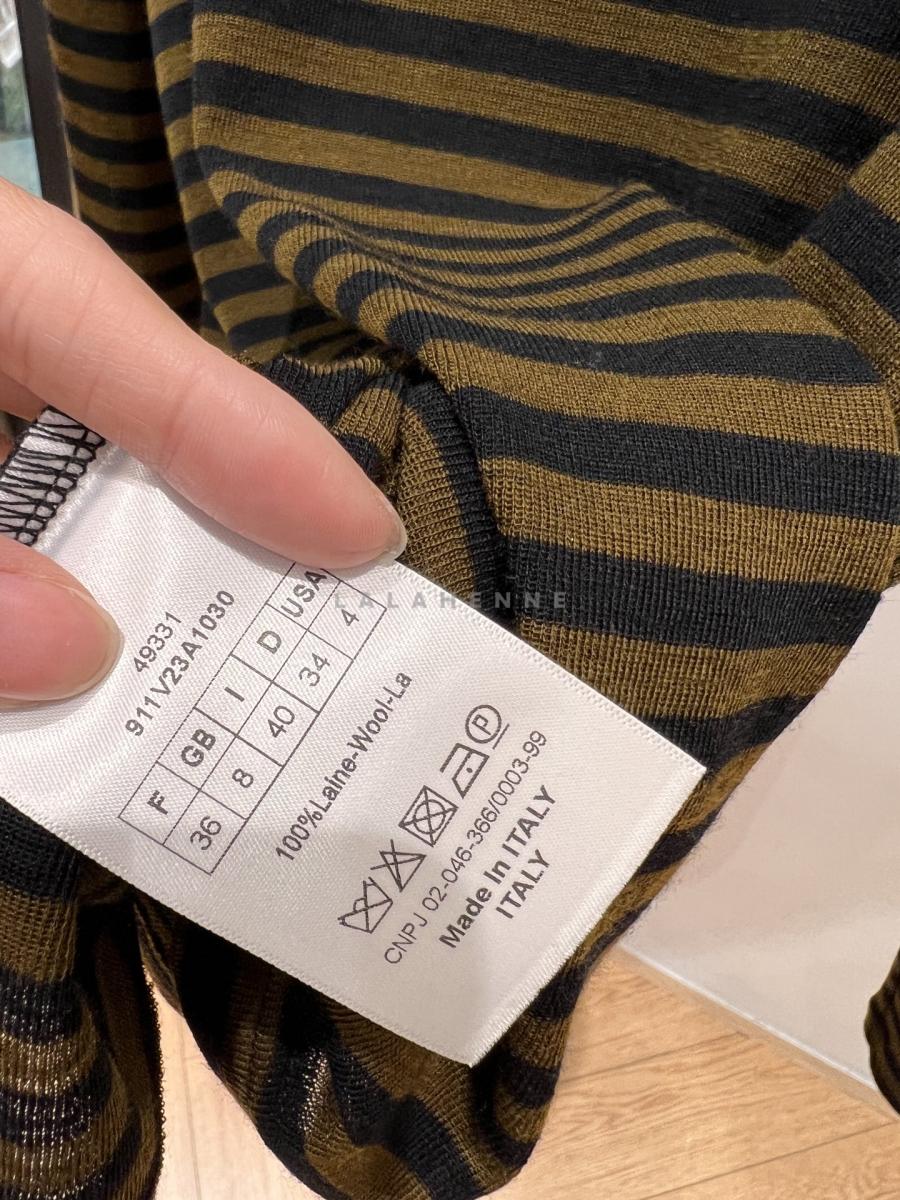 49331
911V23A1030
F GB I D USA
36 8 40 34 4
100%Laine-Wool-La
P
CNPJ 02-046-366/0003-99
Made In ITALY
ITALY
LALAHENNE